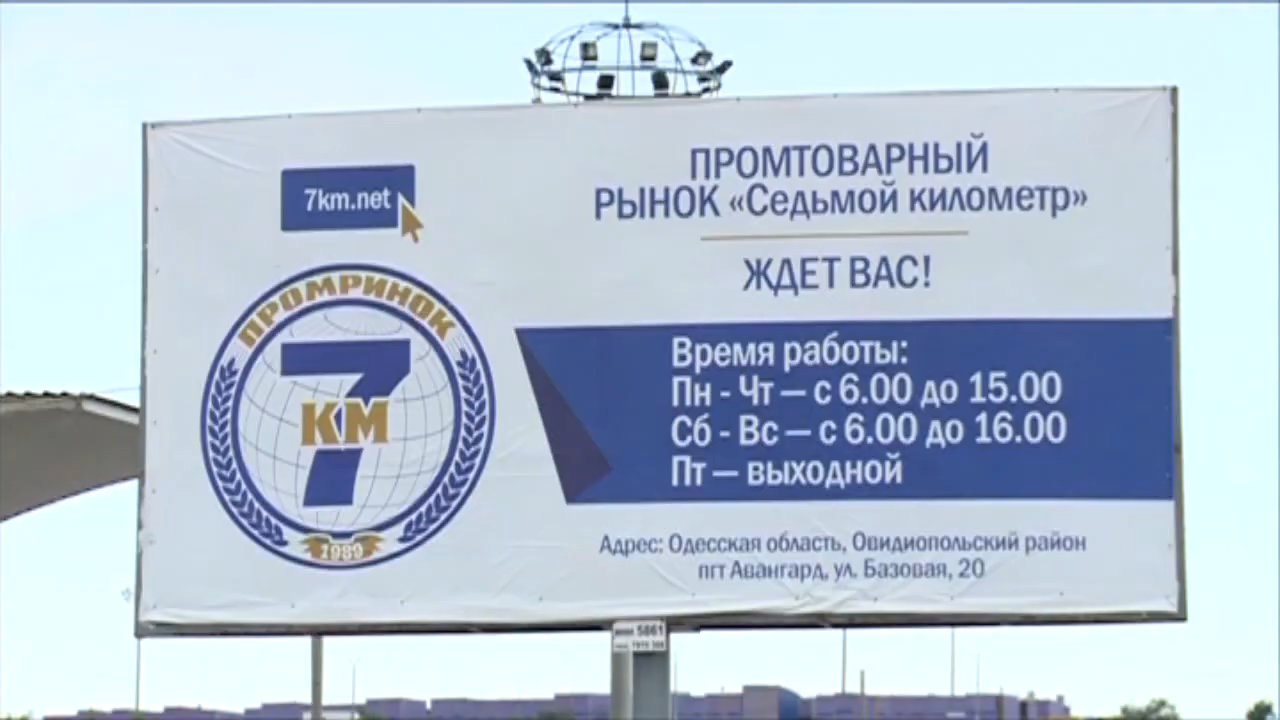 7km.net
ПРОМРИНОК
7
КМ
1989
ПРОМТОВАРНЫЙ
РЫНОК «Седьмой километр»
ЖДЕТ ВАС!
Время работы:
Пн - Чт — с 6.00 до 15.00
Сб - Вс — с 6.00 до 16.00
Пт — выходной
Адрес: Одесская область, Овидиопольский район
пгт Авангард, ул. Базовая, 20
5861